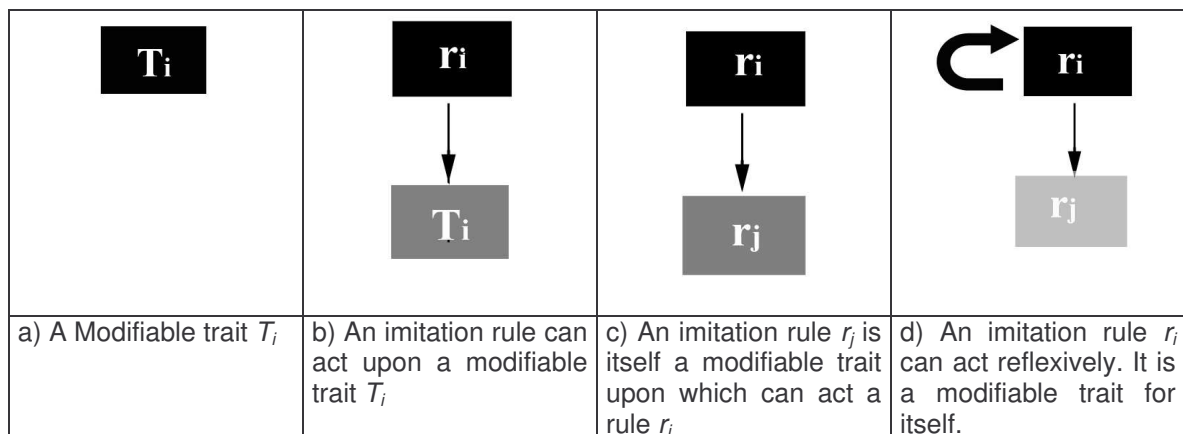 Ti
ri
Ti
ri
rj
ri
rj
a) A Modifiable trait Ti
b) An imitation rule can
act upon a modifiable
trait Ti
c) An imitation rule rj is
itself a modifiable trait
upon which can act a
rule ri
d) An imitation rule ri
can act reflexively. It is
a modifiable trait for
itself.